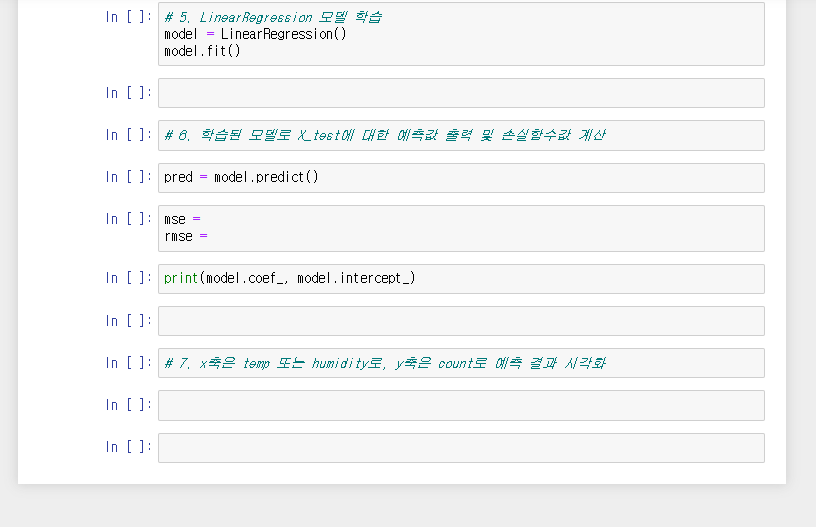 In [ ]: # 5. LinearRegression 모델 학습
model = LinearRegression()
model.fit()
In [ ]:
In [ ]: # 6. 학습된 모델로 X_test에 대한 예측값 출력 및 손실함수값 계산
In [ ]: pred = model.predict()
In [ ]: mse =
rmse =
In [ ]: print(model.coef_, model.intercept_)
In [ ]:
In [ ]: # 7. x축은 temp 또는 humidity로, y축은 count로 예측 결과 시각화
In [ ]:
In [ ]: